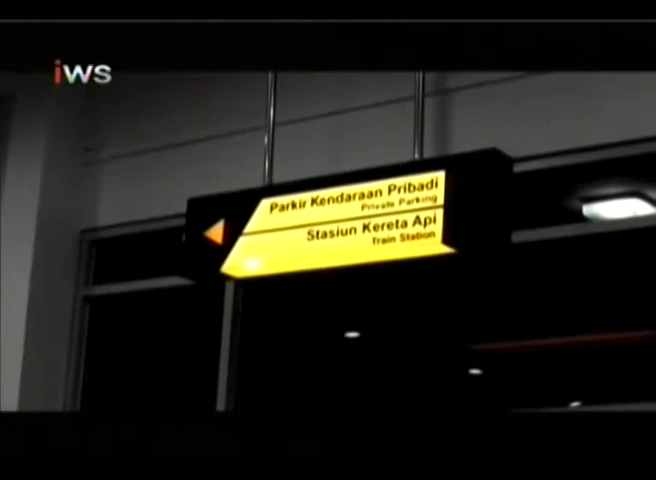 iws
Parkir Kendaraan Pribadi
Private Parking
Stasiun Kereta Api
Train Station